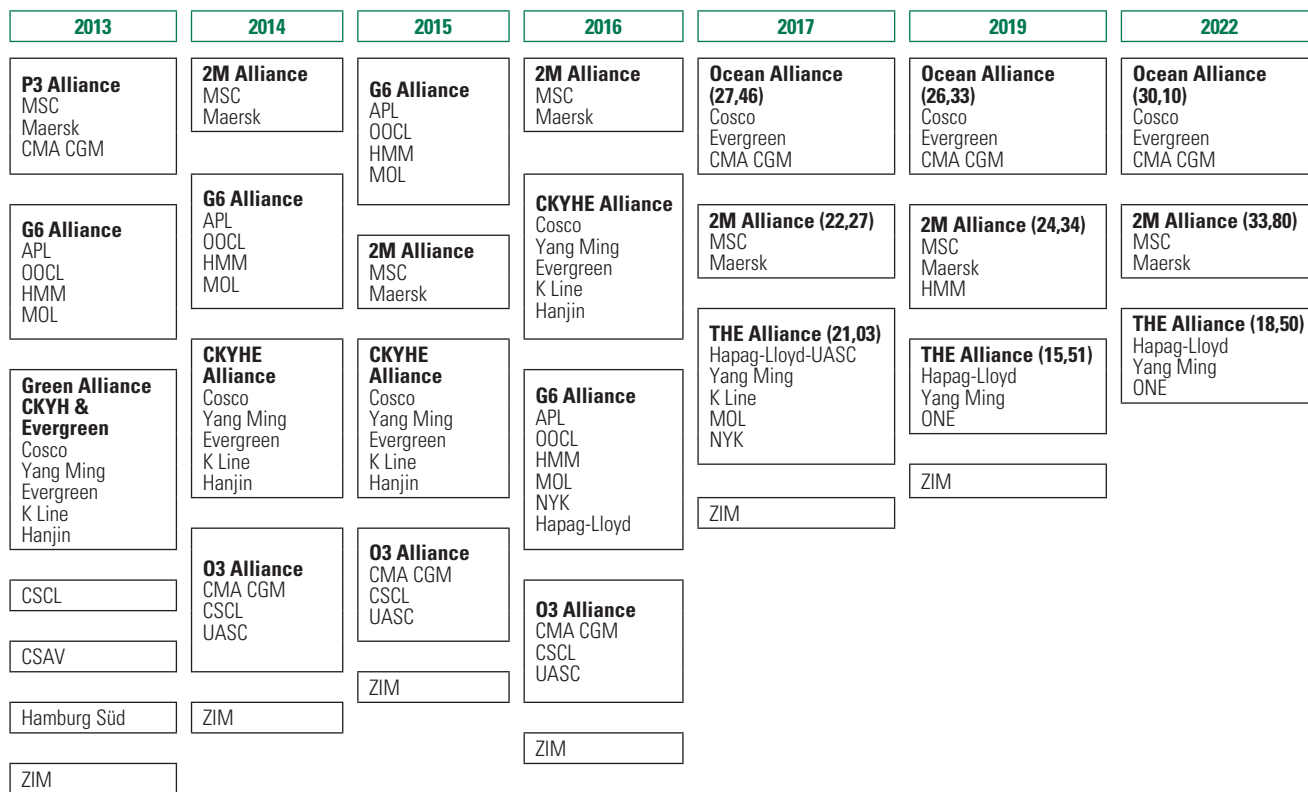 2013
P3 Alliance
MSC
Maersk
CMA CGM
G6 Alliance
APL
OOCL
HMM
MOL
Green Alliance
CKYH &
Evergreen
Cosco
Yang Ming
Evergreen
K Line
Hanjin
CSCL
CSAV
Hamburg Süd
ZIM
2014
2M Alliance
MSC
Maersk
G6 Alliance
APL
OOCL
HMM
MOL
CKYHE
Alliance
Cosco
Yang Ming
Evergreen
K Line
Hanjin
O3 Alliance
CMA CGM
CSCL
UASC
ZIM
2015
G6 Alliance
APL
OOCL
HMM
MOL
2M Alliance
MSC
Maersk
CKYHE
Alliance
Cosco
Yang Ming
Evergreen
K Line
Hanjin
O3 Alliance
CMA CGM
CSCL
UASC
ZIM
2016
2M Alliance
MSC
Maersk
CKYHE Alliance
Cosco
Yang Ming
Evergreen
K Line
Hanjin
G6 Alliance
APL
OOCL
HMM
MOL
NYK
Hapag-Lloyd
O3 Alliance
CMA CGM
CSCL
UASC
ZIM
2017
Ocean Alliance
(27,46)
Cosco
Evergreen
CMA CGM
2M Alliance (22,27)
MSC
Maersk
THE Alliance (21,03)
Hapag-Lloyd-UASC
Yang Ming
K Line
MOL
NYK
ZIM
2019
Ocean Alliance
(26,33)
Cosco
Evergreen
CMA CGM
2M Alliance (24,34)
MSC
Maersk
HMM
THE Alliance (15,51)
Hapag-Lloyd
Yang Ming
ONE
ZIM
2022
Ocean Alliance
(30,10)
Cosco
Evergreen
CMA CGM
2M Alliance (33,80)
MSC
Maersk
THE Alliance (18,50)
Hapag-Lloyd
Yang Ming
ONE